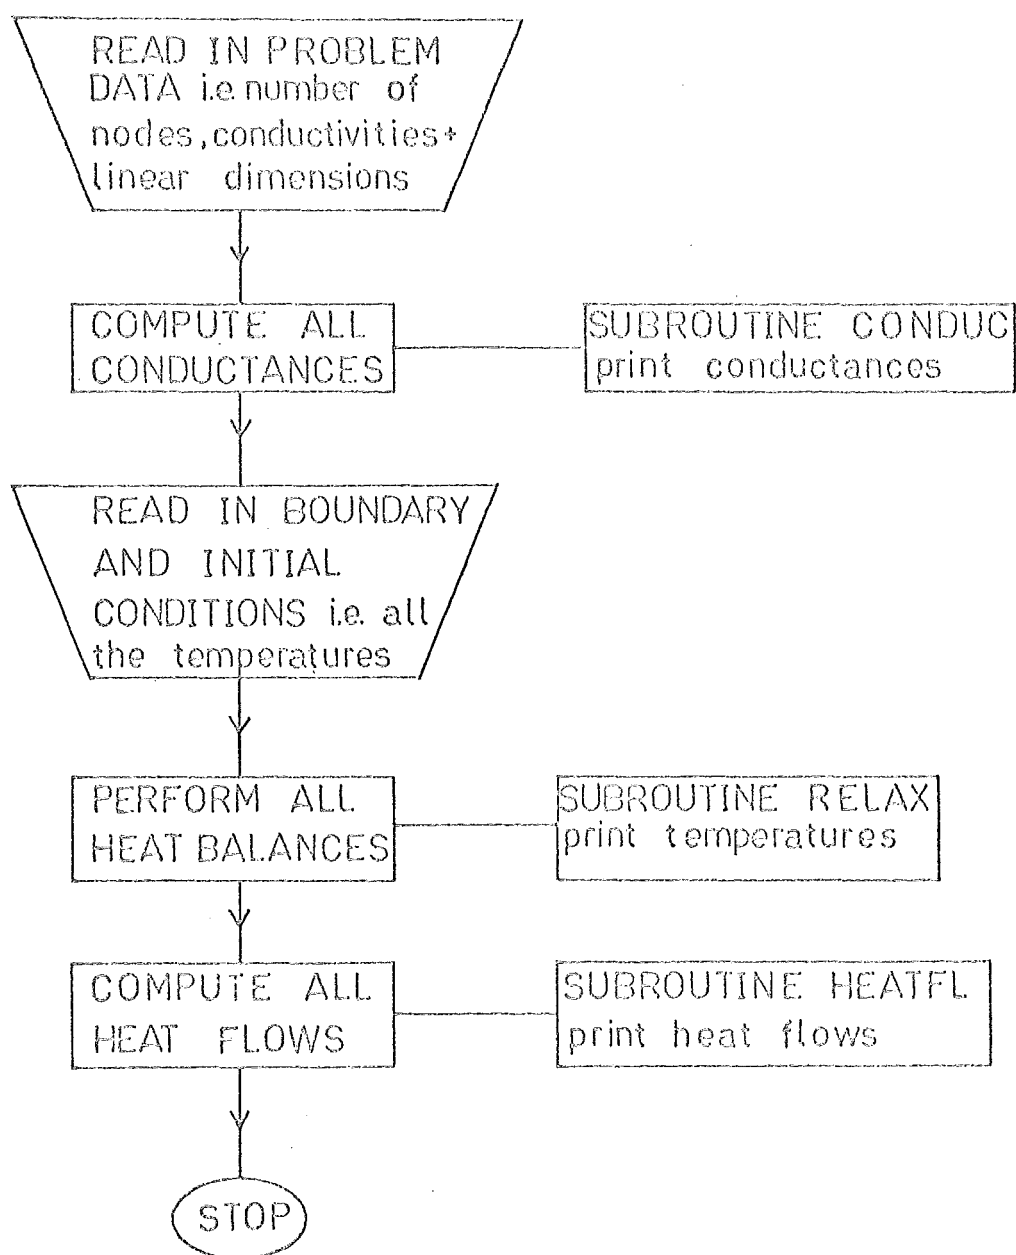 READ IN PROBLEM
DATA i.e. number of
nodes, conductivities +
linear dimensions
COMPUTE ALL
CONDUCTANCES
SUBROUTINE CONDUC
print conductances
READ IN BOUNDARY
AND INITIAL
CONDITIONS i.e. all
the temperatures
PERFORM ALL
HEAT BALANCES
SUBROUTINE RELAX
print temperatures
COMPUTE ALL
HEAT FLOWS
SUBROUTINE HEATFL
print heat flows
STOP